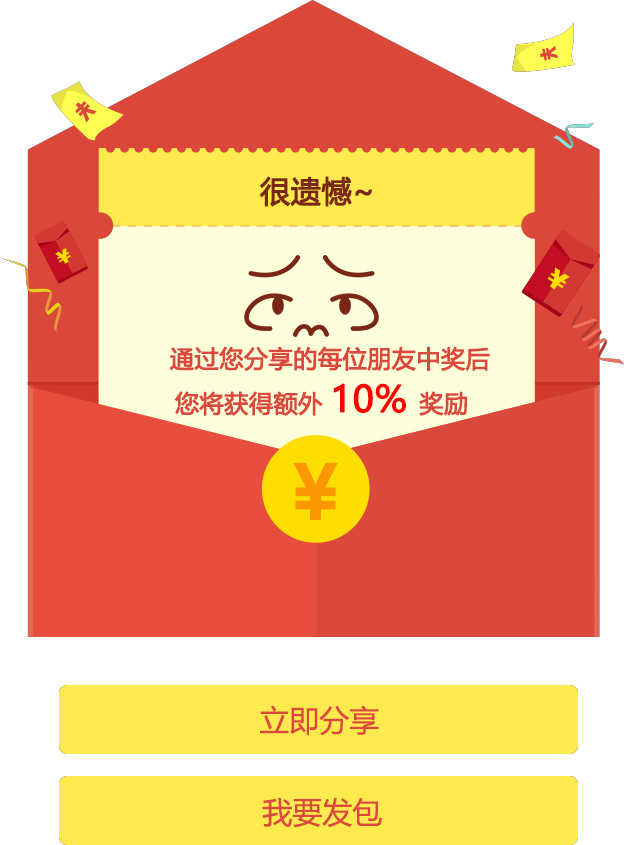 很遗憾~
¥
¥
通过您分享的每位朋友中奖后
您将获得额外 10% 奖励
¥
立即分享
我要发包